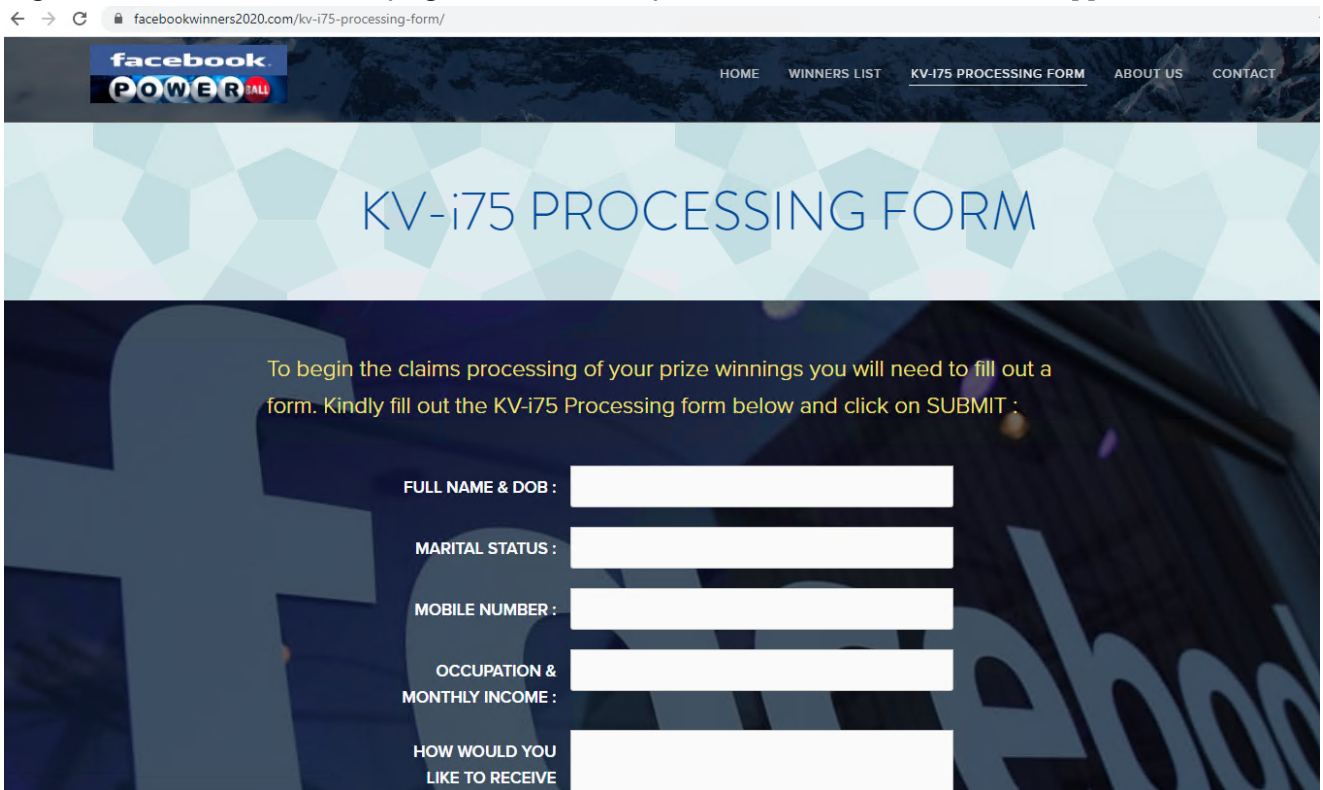 facebookwinners2020.com/kv-i75-processing-form/
facebook.
POWERBALL
HOME WINNERS LIST KV-I75 PROCESSING FORM ABOUT US CONTACT
KV-i75 PROCESSING FORM
To begin the claims processing of your prize winnings you will need to fill out a
form. Kindly fill out the KV-i75 Processing form below and click on SUBMIT :
FULL NAME & DOB :
MARITAL STATUS :
MOBILE NUMBER :
OCCUPATION &
MONTHLY INCOME :
HOW WOULD YOU
LIKE TO RECEIVE
faceboo